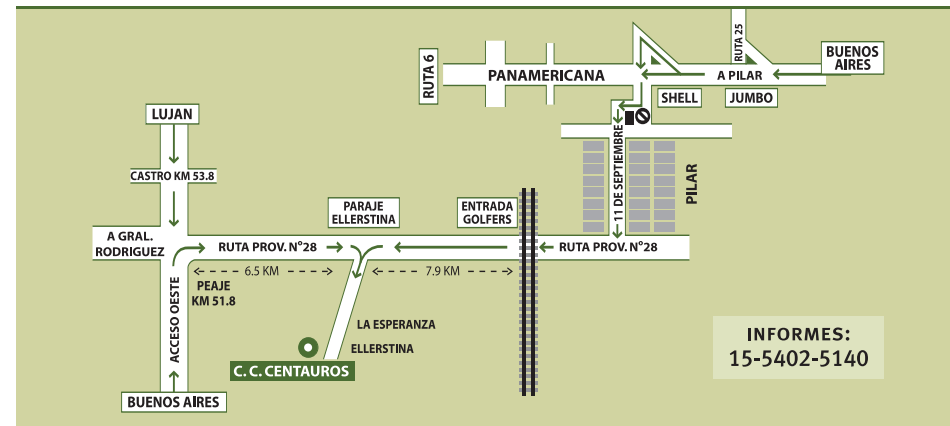 RUTA 25
BUENOS
AIRES
RUTA 6
PANAMERICANA
A PILAR
SHELL
JUMBO
LUJAN
11 DE SEPTIEMBRE
PILAR
CASTRO KM 53.8
PARAJE
ELLERSTINA
ENTRADA
GOLFERS
A GRAL.
RODRIGUEZ
RUTA PROV. N°28
RUTA PROV. N°28
6.5 KM
7.9 KM
PEAJE
KM 51.8
ACCESO OESTE
LA ESPERANZA
ELLERSTINA
C. C. CENTAUROS
INFORMES:
15-5402-5140
BUENOS AIRES